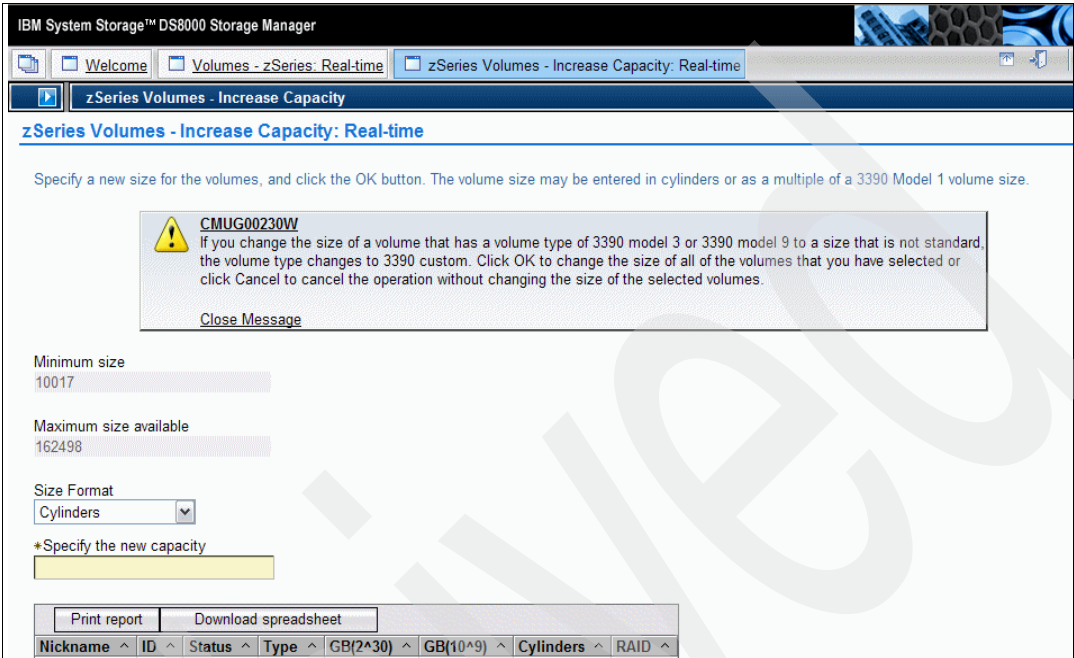 IBM System Storage™ DS8000 Storage Manager
Welcome Volumes - zSeries: Real-time zSeries Volumes - Increase Capacity: Real-time
zSeries Volumes - Increase Capacity
zSeries Volumes - Increase Capacity: Real-time
Specify a new size for the volumes, and click the OK button. The volume size may be entered in cylinders or as a multiple of a 3390 Model 1 volume size.
CMUG00230W
If you change the size of a volume that has a volume type of 3390 model 3 or 3390 model 9 to a size that is not standard,
the volume type changes to 3390 custom. Click OK to change the size of all of the volumes that you have selected or
click Cancel to cancel the operation without changing the size of the selected volumes.
Close Message
Minimum size
10017
Maximum size available
162498
Size Format
Cylinders
*Specify the new capacity
Print report Download spreadsheet
Nickname ^ ID ^ Status ^ Type ^ GB(2^30) ^ GB(10^9) ^ Cylinders ^ RAID ^